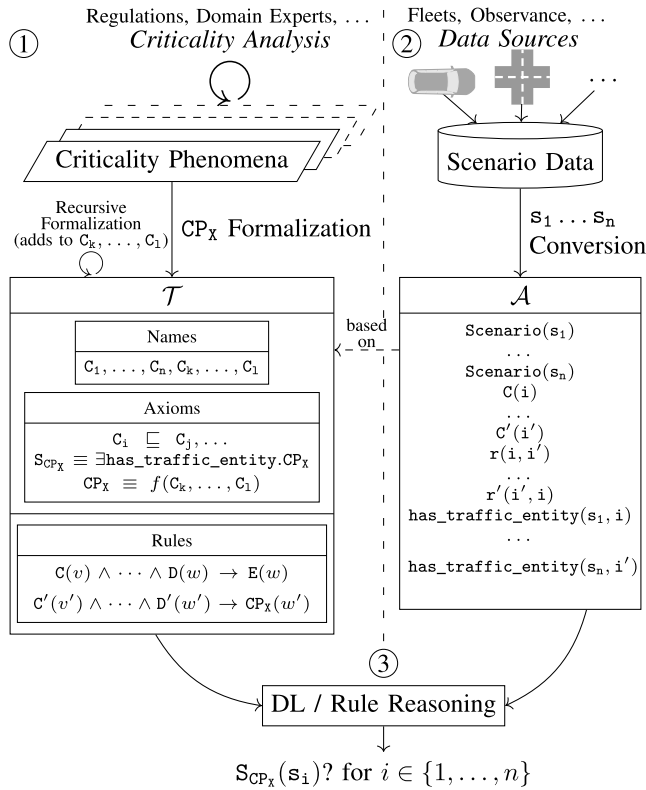 Regulations, Domain Experts, . . .
① Criticality Analysis
Criticality Phenomena
Recursive
Formalization
(adds to Cₖ, . . . , Cₗ)
CPₓ Formalization
𝒯
Names
C₁, . . . , Cₙ, Cₖ, . . . , Cₗ
Axioms
Cᵢ ⊑ Cⱼ, . . .
S_CPₓ ≡ ∃has_traffic_entity.CPₓ
CPₓ ≡ f(Cₖ, . . . , Cₗ)
Rules
C(v) ∧ · · · ∧ D(w) → E(w)
C′(v′) ∧ · · · ∧ D′(w′) → CPₓ(w′)
Fleets, Observance, . . .
② Data Sources
. . .
Scenario Data
s₁ . . . sₙ
Conversion
based
on
𝒜
Scenario(s₁)
. . .
Scenario(sₙ)
C(i)
. . .
C′(i′)
r(i, i′)
. . .
r′(i′, i)
has_traffic_entity(s₁, i)
. . .
has_traffic_entity(sₙ, i′)
③
DL / Rule Reasoning
S_CPₓ(sᵢ)? for i ∈ {1, . . . , n}